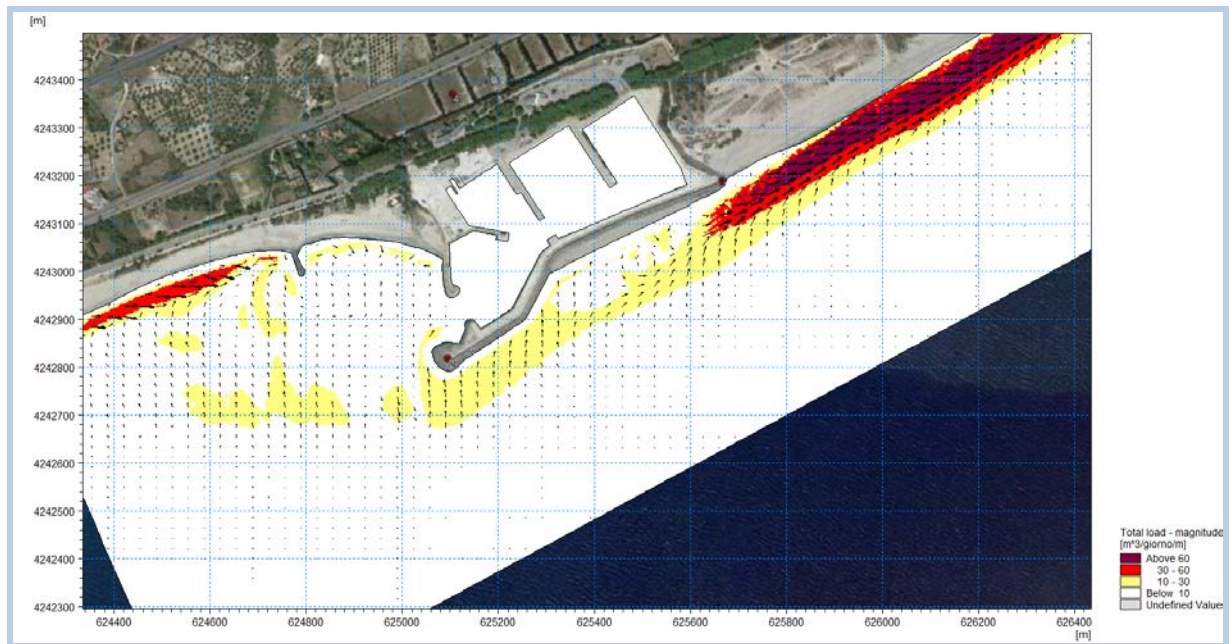 [m]
4243400
4243300
4243200
4243100
4243000
4242900
4242800
4242700
4242600
4242500
4242400
4242300
624400 624600 624800 625000 625200 625400 625600 625800 626000 626200 626400
[m]
Total load - magnitude
[m^3/giorno/m]
Above 60
30 - 60
10 - 30
Below 10
Undefined Value